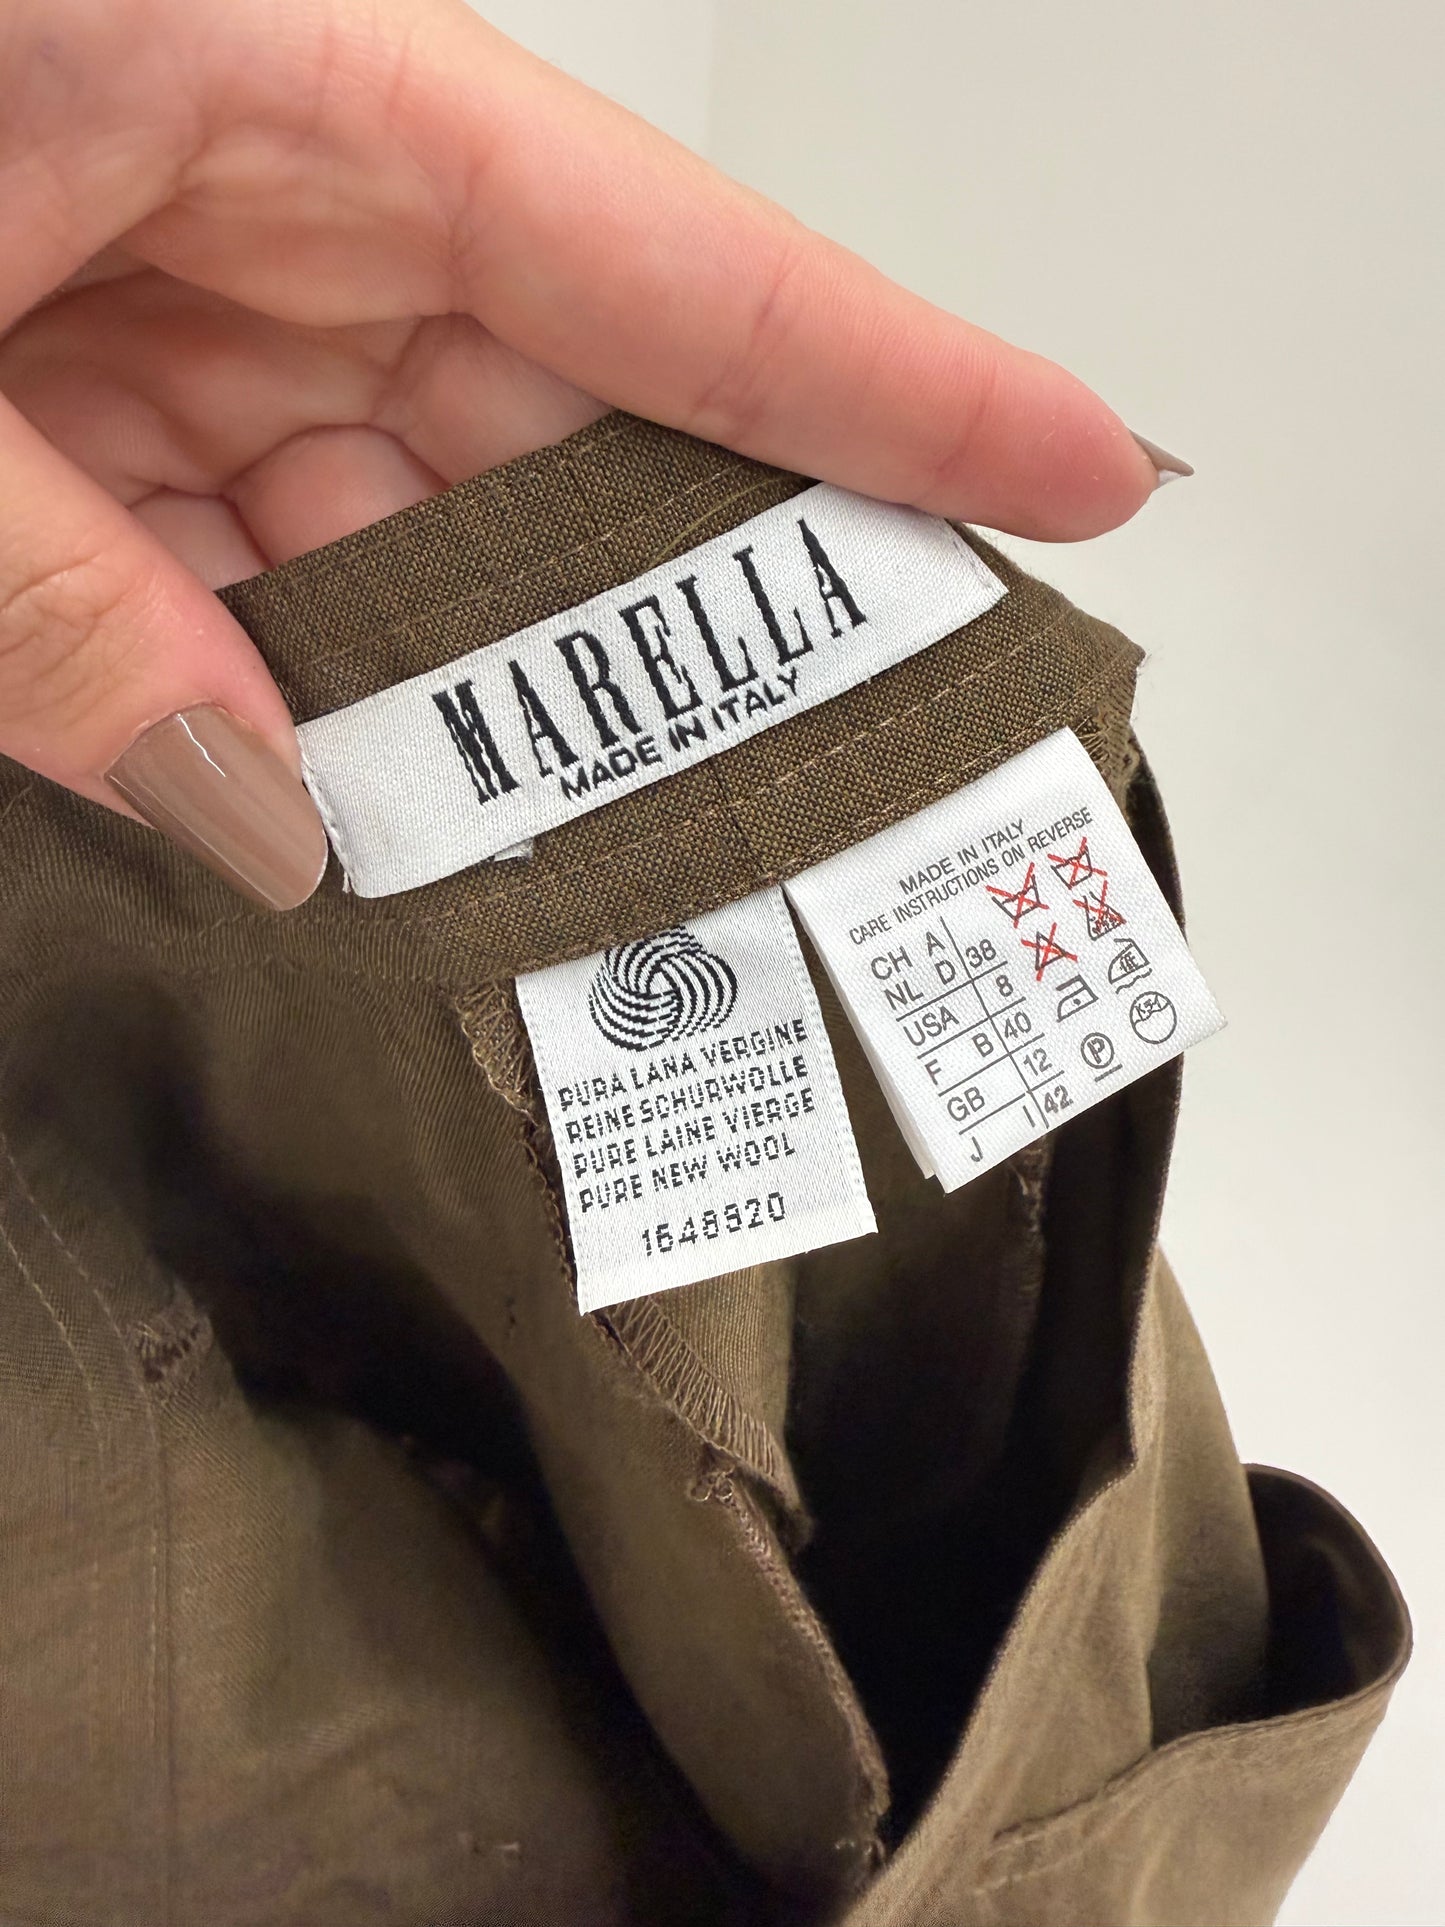 MARELLA
MADE IN ITALY
PURA LANA VERGINE
REINE SCHURWOLLE
PURE LAINE VIERGE
PURE NEW WOOL
1648920
MADE IN ITALY
CARE INSTRUCTIONS ON REVERSE
CH A
NL D 38
USA 8
F B 40
GB 12
J I 42
P